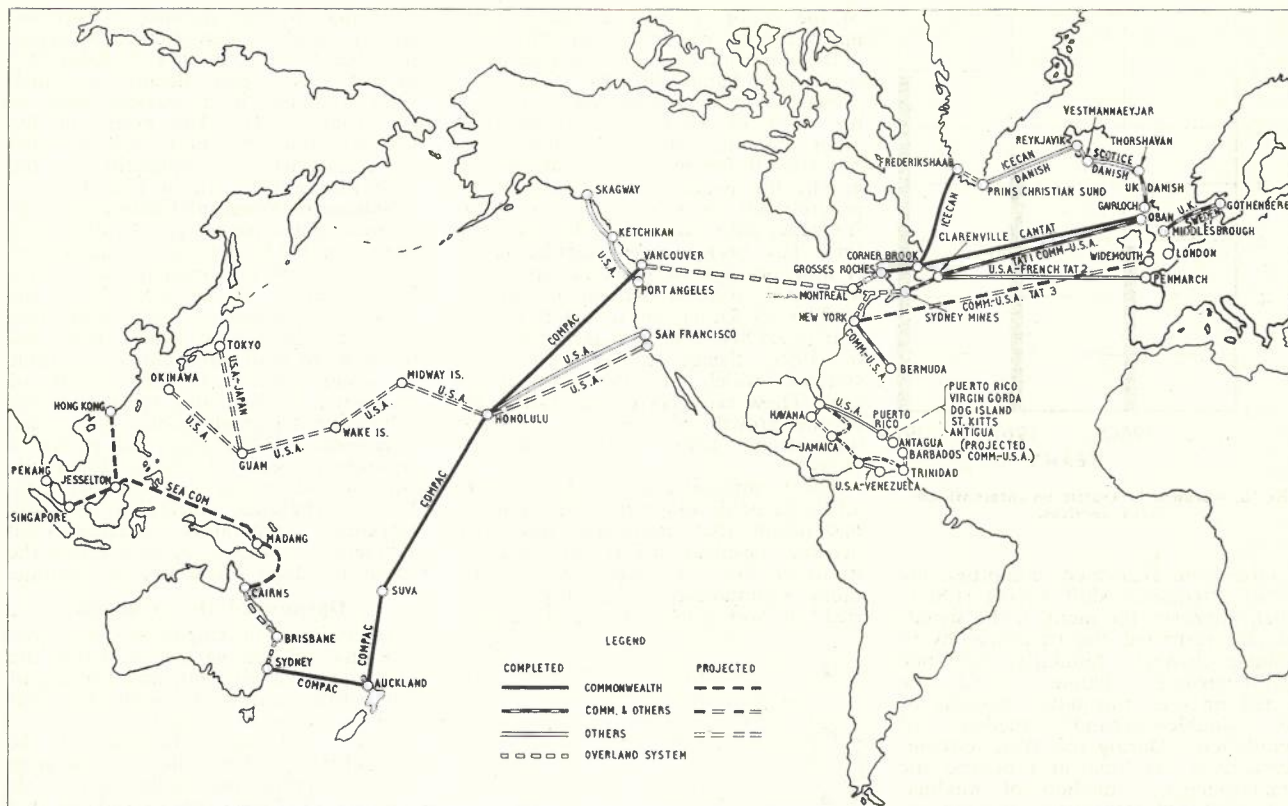 VESTMANNAEYJAR
REYKJAVIK
THORSHAVN
FREDERIKSHAAB
ICECAN
DANISH
SCOTICE
DANISH
PRINS CHRISTIAN SUND
UK DANISH
SKAGWAY
ICECAN
GAIRLOCH
U.K.
SWEDEN
GOTHENBERG
OBAN
KETCHIKAN
CLARENVILLE
CANTAT
MIDDLESBROUGH
U.S.A.
VANCOUVER
CORNER BROOK
TAT 1 COMM-U.S.A.
WIDEMOUTH
LONDON
GROSSES ROCHES
U.S.A.-FRENCH TAT 2
PENMARCH
PORT ANGELES
MONTREAL
COMM-U.S.A. TAT 3
SYDNEY MINES
NEW YORK
COMPAC
SAN FRANCISCO
TOKYO
U.S.A.
COMM-U.S.A.
OKINAWA
U.S.A-JAPAN
MIDWAY IS.
U.S.A.
BERMUDA
U.S.A.
PUERTO RICO
HONG KONG
U.S.A.
U.S.A.
HONOLULU
U.S.A.
VIRGIN GORDA
HAVANA
PUERTO
RICO
DOG ISLAND
WAKE IS.
ST. KITTS
U.S.A.
ANTIGUA
GUAM
JAMAICA
ANTAGUA
PENANG
BARBADOS
(PROJECTED
COMM-U.S.A.)
JESSELTON
TRINIDAD
SEACOM
COMPAC
U.S.A-VENEZUELA
SINGAPORE
MADANG
CAIRNS
SUVA
BRISBANE
COMPAC
LEGEND
SYDNEY
COMPLETED
PROJECTED
COMPAC
AUCKLAND
COMMONWEALTH
COMM. & OTHERS
OTHERS
OVERLAND SYSTEM